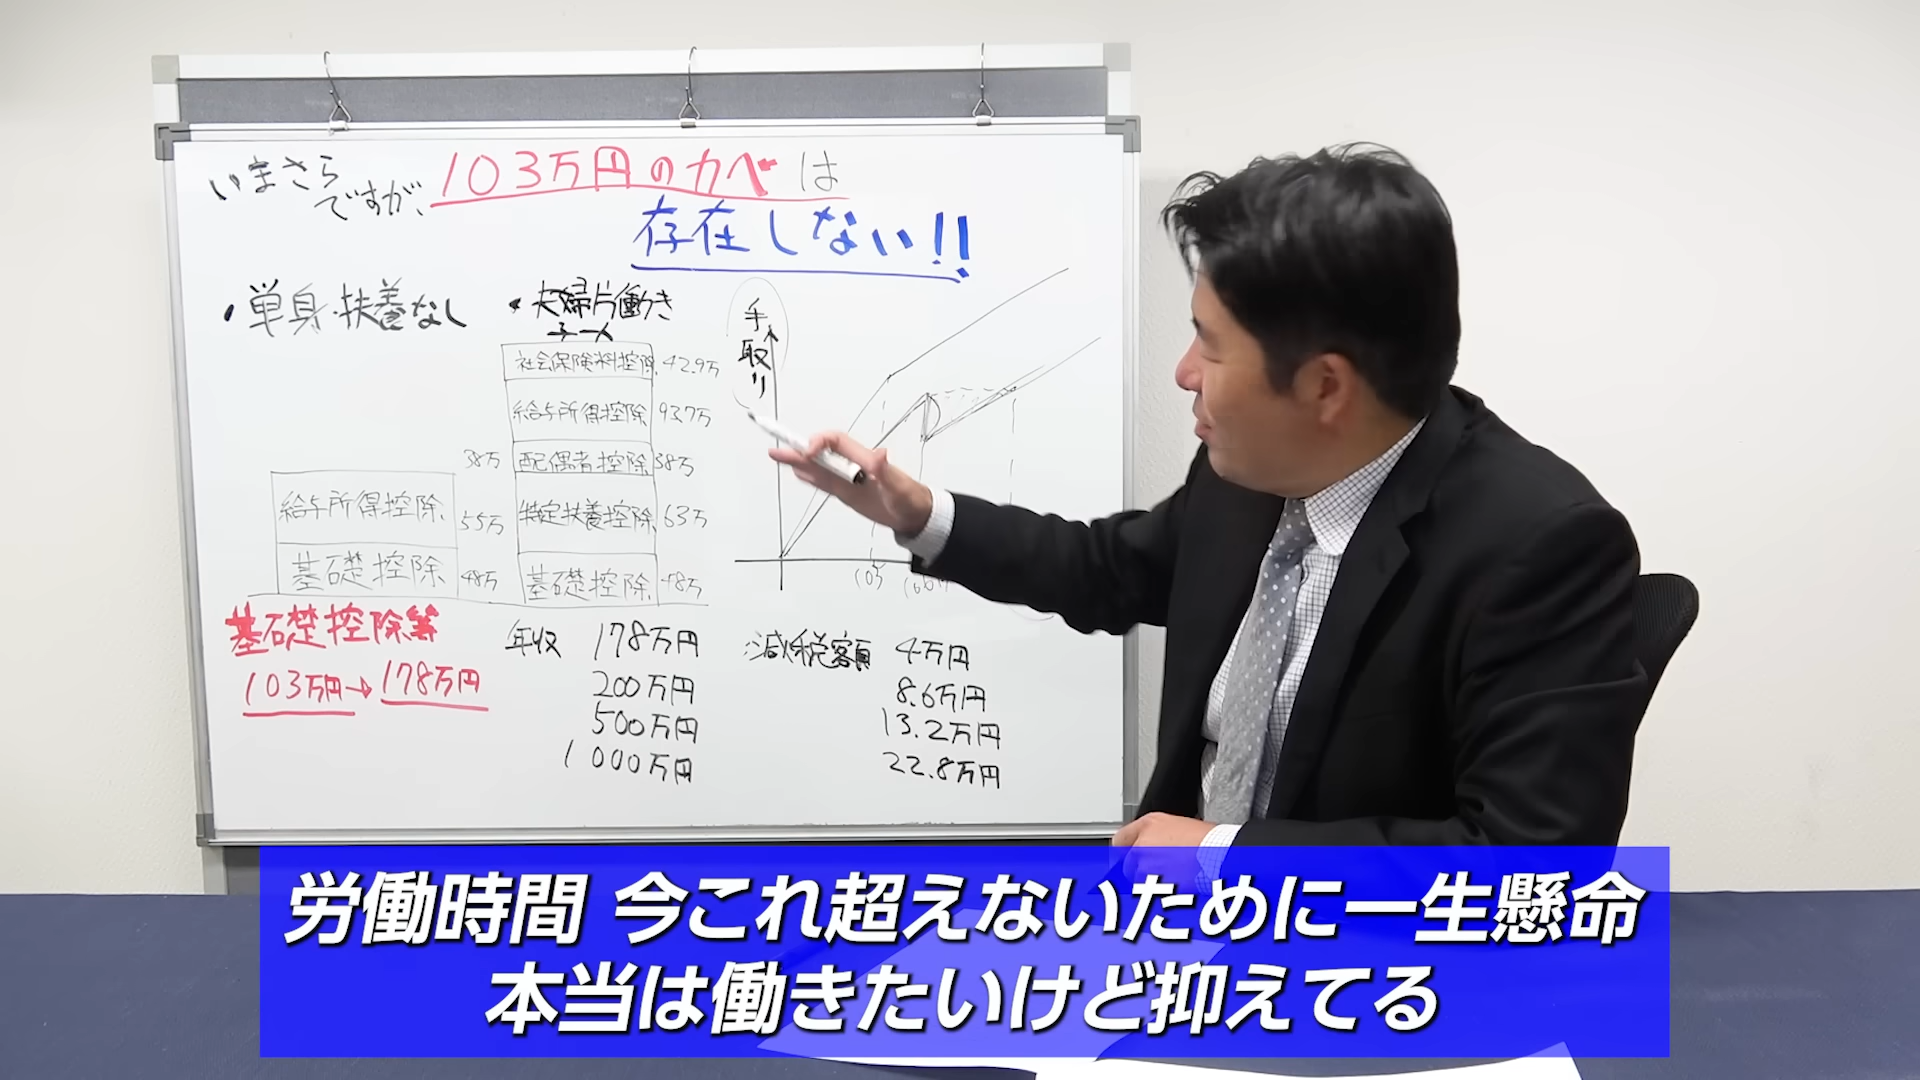 いまさら
ですが、
103万円のカベは
存在しない!!
・単身・扶養なし
・夫婦片働き
子一人
社会保険料控除 42.9万
給与所得控除 93.7万
38万
配偶者控除 38万
特定扶養控除 63万
基礎控除 48万
給与所得控除 55万
基礎控除 48万
手取り
103
基礎控除等
103万円→178万円
年収 178万円 :減税額 4万円
200万円 8.6万円
500万円 13.2万円
1000万円 22.8万円
労働時間 今これ超えないために一生懸命
本当は働きたいけど抑えてる